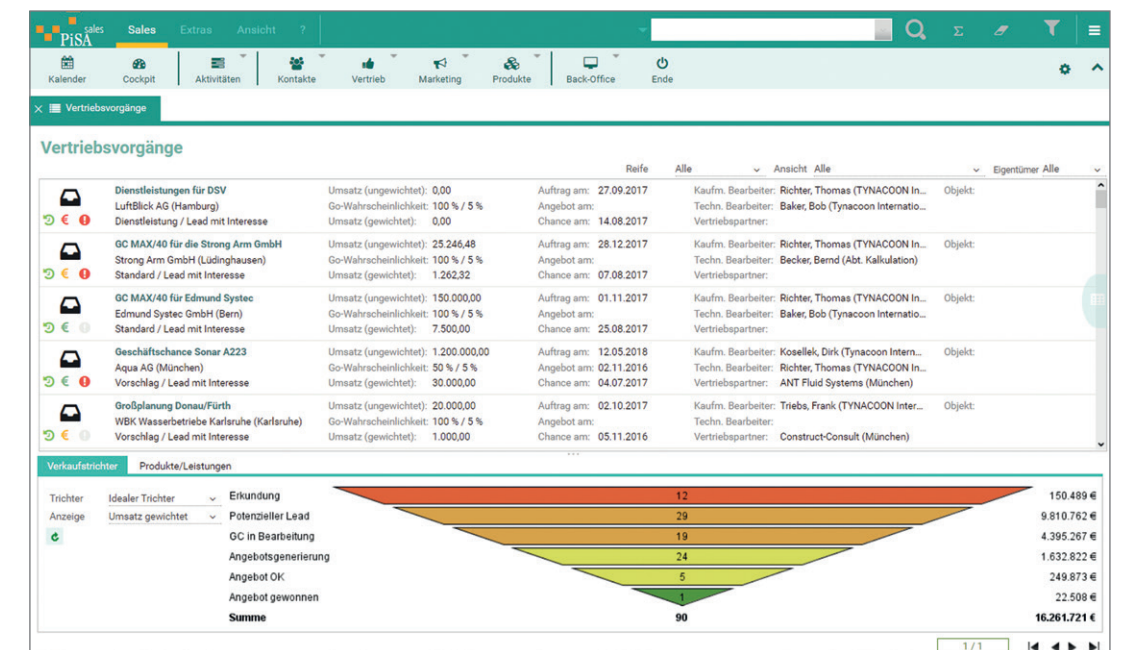 PiSA sales Sales Extras Ansicht ?
Σ
Kalender Cockpit Aktivitäten Kontakte Vertrieb Marketing Produkte Back-Office Ende
Vertriebsvorgänge
Vertriebsvorgänge
Reife Alle Ansicht Alle Eigentümer Alle
Dienstleistungen für DSV Umsatz (ungewichtet): 0,00 Auftrag am: 27.09.2017 Kaufm. Bearbeiter: Richter, Thomas (TYNACOON In... Objekt:
LuftBlick AG (Hamburg) Go-Wahrscheinlichkeit: 100 % / 5 % Angebot am: Techn. Bearbeiter: Baker, Bob (Tynacoon Internatio...
Dienstleistung / Lead mit Interesse Umsatz (gewichtet): 0,00 Chance am: 14.08.2017 Vertriebspartner:
GC MAX/40 für die Strong Arm GmbH Umsatz (ungewichtet): 25.246,48 Auftrag am: 28.12.2017 Kaufm. Bearbeiter: Richter, Thomas (TYNACOON In... Objekt:
Strong Arm GmbH (Lüdinghausen) Go-Wahrscheinlichkeit: 100 % / 5 % Angebot am: Techn. Bearbeiter: Becker, Bernd (Abt. Kalkulation)
Standard / Lead mit Interesse Umsatz (gewichtet): 1.262,32 Chance am: 07.08.2017 Vertriebspartner:
GC MAX/40 für Edmund Systec Umsatz (ungewichtet): 150.000,00 Auftrag am: 01.11.2017 Kaufm. Bearbeiter: Richter, Thomas (TYNACOON In... Objekt:
Edmund Systec GmbH (Bern) Go-Wahrscheinlichkeit: 100 % / 5 % Angebot am: Techn. Bearbeiter: Baker, Bob (Tynacoon Internatio...
Standard / Lead mit Interesse Umsatz (gewichtet): 7.500,00 Chance am: 25.08.2017 Vertriebspartner:
Geschäftschance Sonar A223 Umsatz (ungewichtet): 1.200.000,00 Auftrag am: 12.05.2018 Kaufm. Bearbeiter: Kosellek, Dirk (Tynacoon Intern... Objekt:
Aqua AG (München) Go-Wahrscheinlichkeit: 50 % / 5 % Angebot am: 02.11.2016 Techn. Bearbeiter: Richter, Thomas (TYNACOON In...
Vorschlag / Lead mit Interesse Umsatz (gewichtet): 30.000,00 Chance am: 04.07.2017 Vertriebspartner: ANT Fluid Systems (München)
Großplanung Donau/Fürth Umsatz (ungewichtet): 20.000,00 Auftrag am: 02.10.2017 Kaufm. Bearbeiter: Triebs, Frank (TYNACOON Inter... Objekt:
WBK Wasserbetriebe Karlsruhe (Karlsruhe) Go-Wahrscheinlichkeit: 100 % / 5 % Angebot am: Techn. Bearbeiter:
Vorschlag / Lead mit Interesse Umsatz (gewichtet): 1.000,00 Chance am: 05.11.2016 Vertriebspartner: Construct-Consult (München)
Verkaufstrichter Produkte/Leistungen
Trichter Idealer Trichter Erkundung 12 150.489 €
Anzeige Umsatz gewichtet Potenzieller Lead 29 9.810.762 €
GC in Bearbeitung 19 4.395.267 €
Angebotsgenerierung 24 1.632.822 €
Angebot OK 5 249.873 €
Angebot gewonnen 1 22.508 €
Summe 90 16.261.721 €
1/1